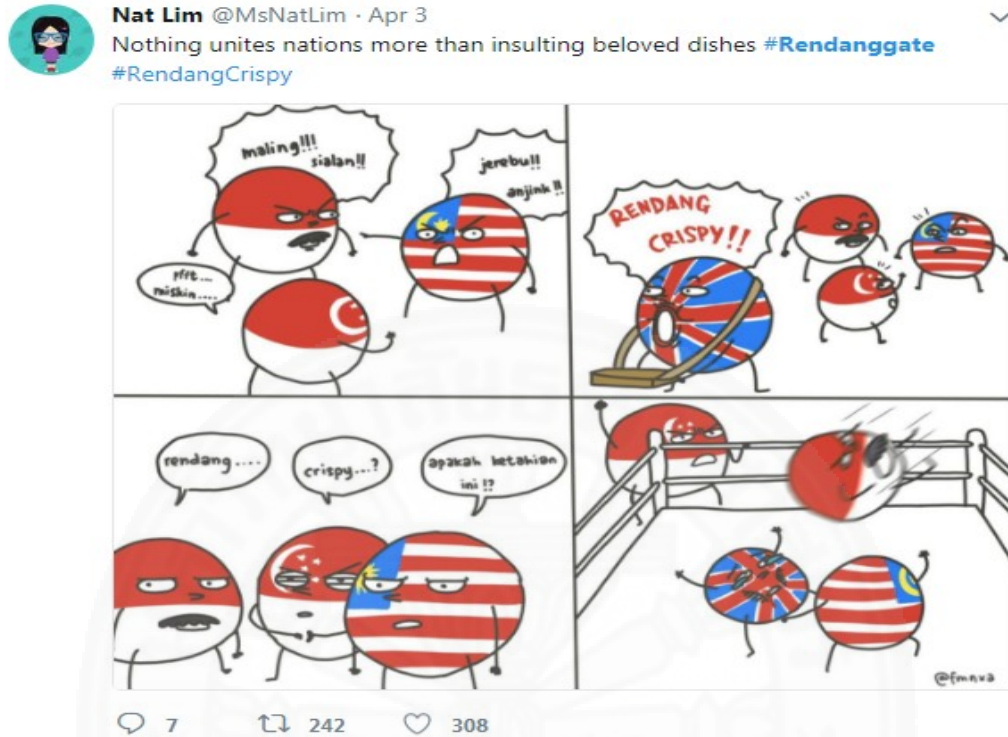 Nat Lim @MsNatLim · Apr 3
Nothing unites nations more than insulting beloved dishes #Rendanggate
#RendangCrispy
maling!!!
sialan!!
jerebu!!
anjink!!
pfft...
miskin....
RENDANG
CRISPY!!
rendang....
crispy...?
apakah ketahian
ini!?
@fmnxa
7 242 308